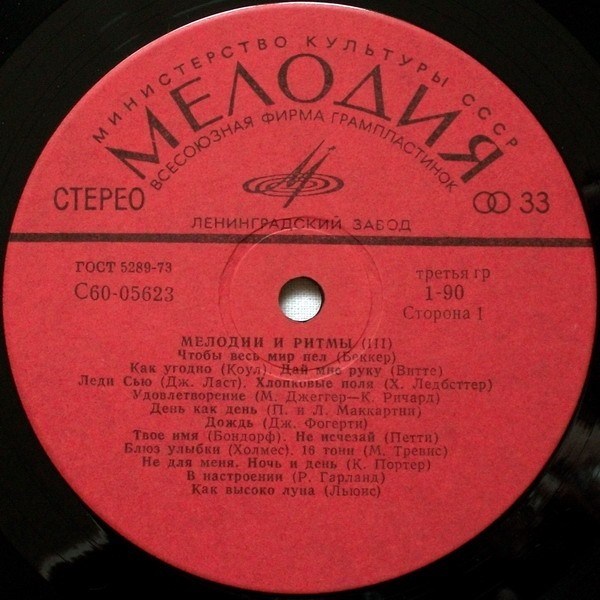 МИНИСТЕРСТВО КУЛЬТУРЫ СССР
МЕЛОДИЯ
ВСЕСОЮЗНАЯ ФИРМА ГРАМПЛАСТИНОК
СТЕРЕО
33
ЛЕНИНГРАДСКИЙ ЗАВОД
ГОСТ 5289-73
С60-05623
третья гр
1-90
Сторона I
МЕЛОДИИ И РИТМЫ (III)
Чтобы весь мир пел (Беккер)
Как угодно (Коул). Дай мне руку (Витте)
Леди Сью (Дж. Ласт). Хлопковые поля (Х. Ледбеттер)
Удовлетворение (М. Джеггер—К. Ричард)
День как день (П. и Л. Маккартни)
Дождь (Дж. Фогерти)
Твое имя (Бондорф). Не исчезай (Петти)
Блюз улыбки (Холмес). 16 тонн (М. Тревис)
Не для меня. Ночь и день (К. Портер)
В настроении (Р. Гарланд)
Как высоко луна (Льюис)